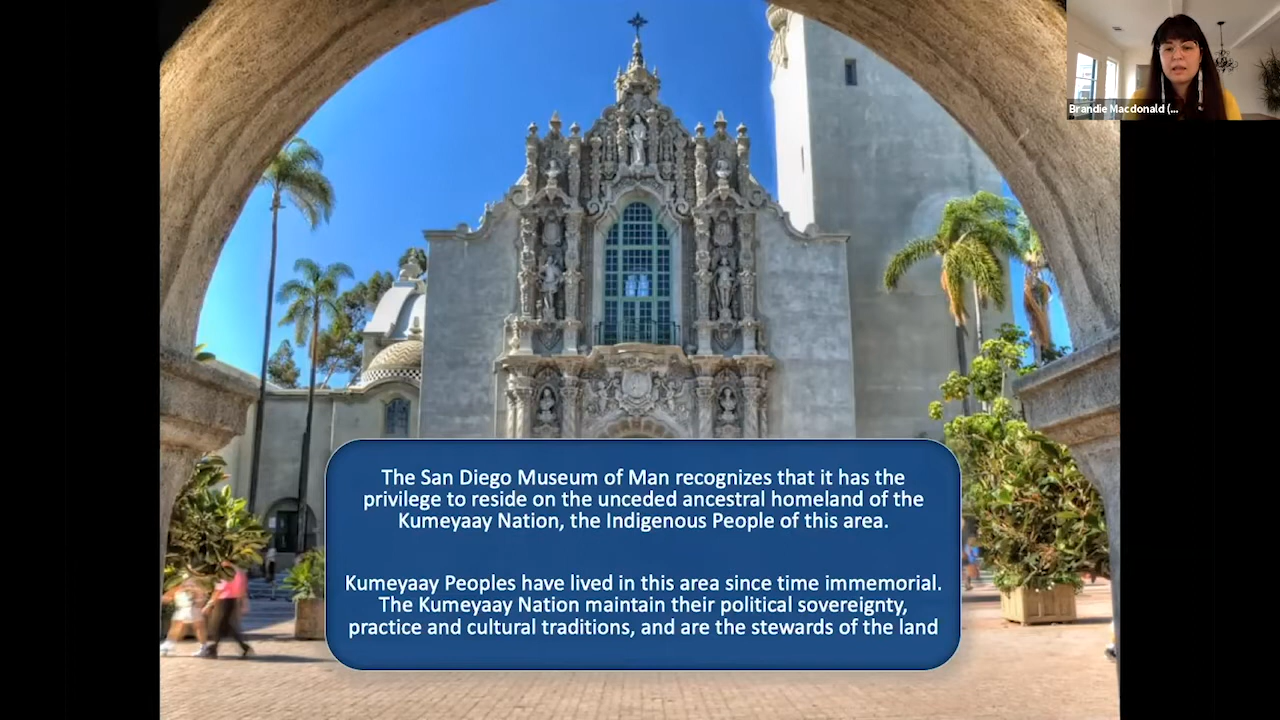 Brandie Macdonald (...
The San Diego Museum of Man recognizes that it has the
privilege to reside on the unceded ancestral homeland of the
Kumeyaay Nation, the Indigenous People of this area.
Kumeyaay Peoples have lived in this area since time immemorial.
The Kumeyaay Nation maintain their political sovereignty,
practice and cultural traditions, and are the stewards of the land